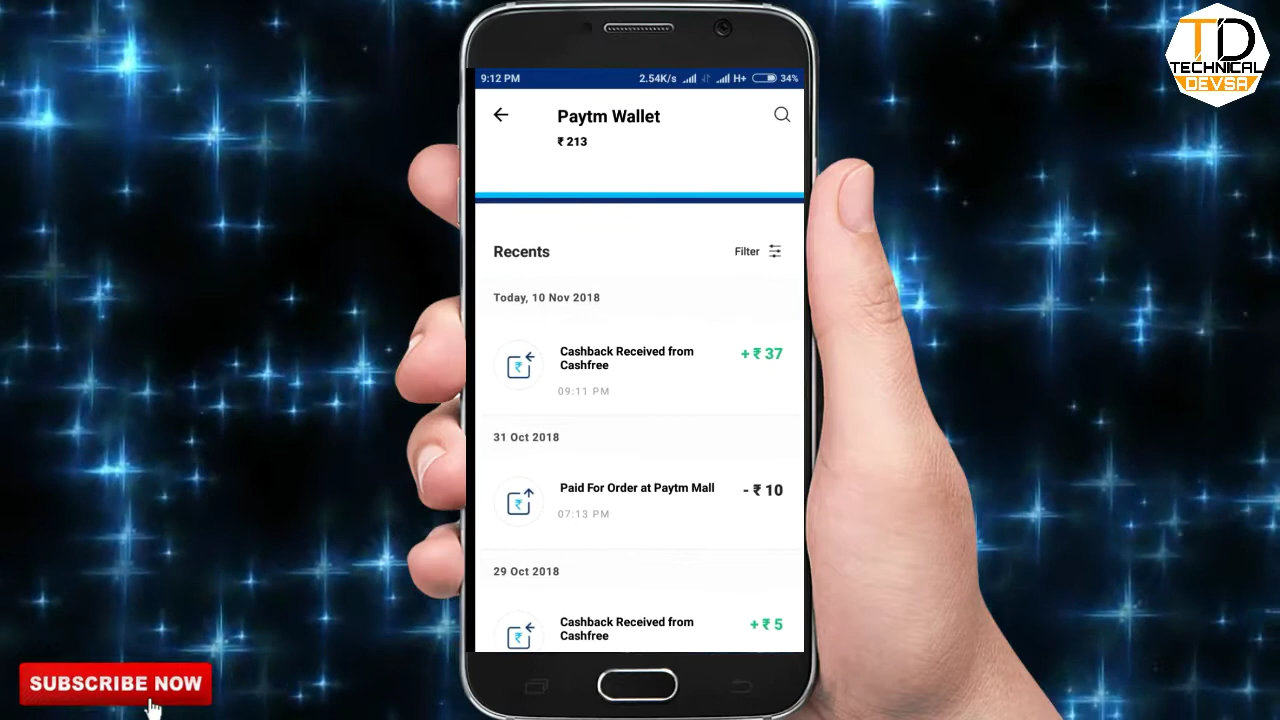 TD
TECHNICAL
DEVSA
9:12 PM 2.54K/s H+ 34%
Paytm Wallet
₹ 213
Recents Filter
Today, 10 Nov 2018
Cashback Received from
Cashfree
+ ₹ 37
09:11 PM
31 Oct 2018
Paid For Order at Paytm Mall - ₹ 10
07:13 PM
29 Oct 2018
Cashback Received from
Cashfree
+ ₹ 5
SUBSCRIBE NOW